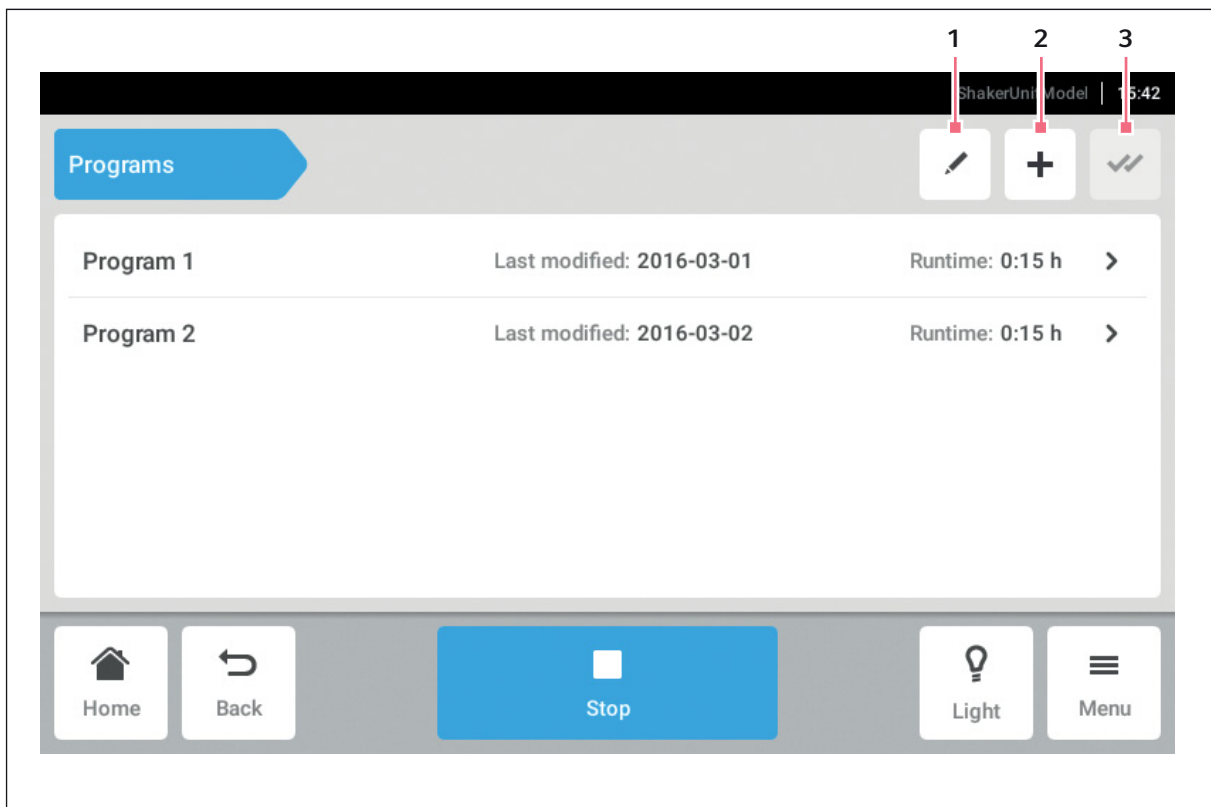 1 2 3
ShakerUnitModel 15:42
Programs
Program 1 Last modified: 2016-03-01 Runtime: 0:15 h
Program 2 Last modified: 2016-03-02 Runtime: 0:15 h
Home Back Stop Light Menu